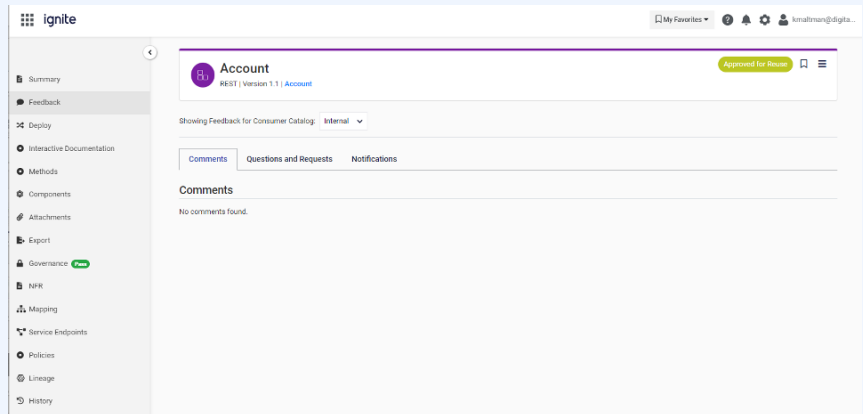 ignite
My Favorites
kmaltman@digita...
Summary
Feedback
Deploy
Interactive Documentation
Methods
Components
Attachments
Export
Governance Pass
NFR
Mapping
Service Endpoints
Policies
Lineage
History
Account
Approved for Reuse
REST | Version 1.1 | Account
Showing Feedback for Consumer Catalog: Internal
Comments Questions and Requests Notifications
Comments
No comments found.